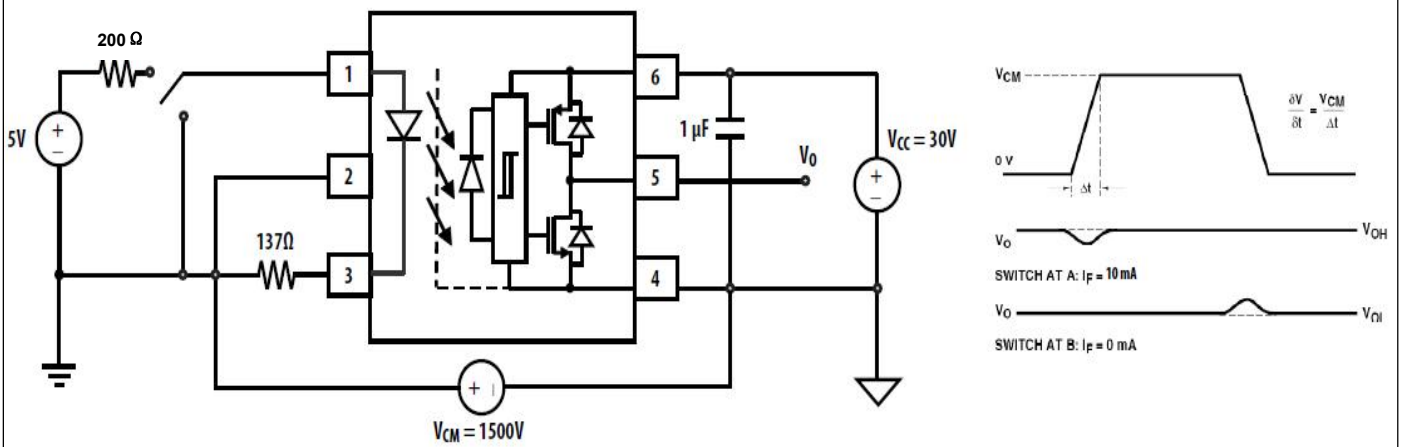 200 Ω
5V
+
–
1
2
137Ω
3
6
5
4
1 µF
V₀
VCC = 30V
+
–
+ –
VCM = 1500V
VCM
0 V
Δt
δV/δt = VCM/Δt
VO
VOH
SWITCH AT A: IF = 10 mA
VO
VOL
SWITCH AT B: IF = 0 mA